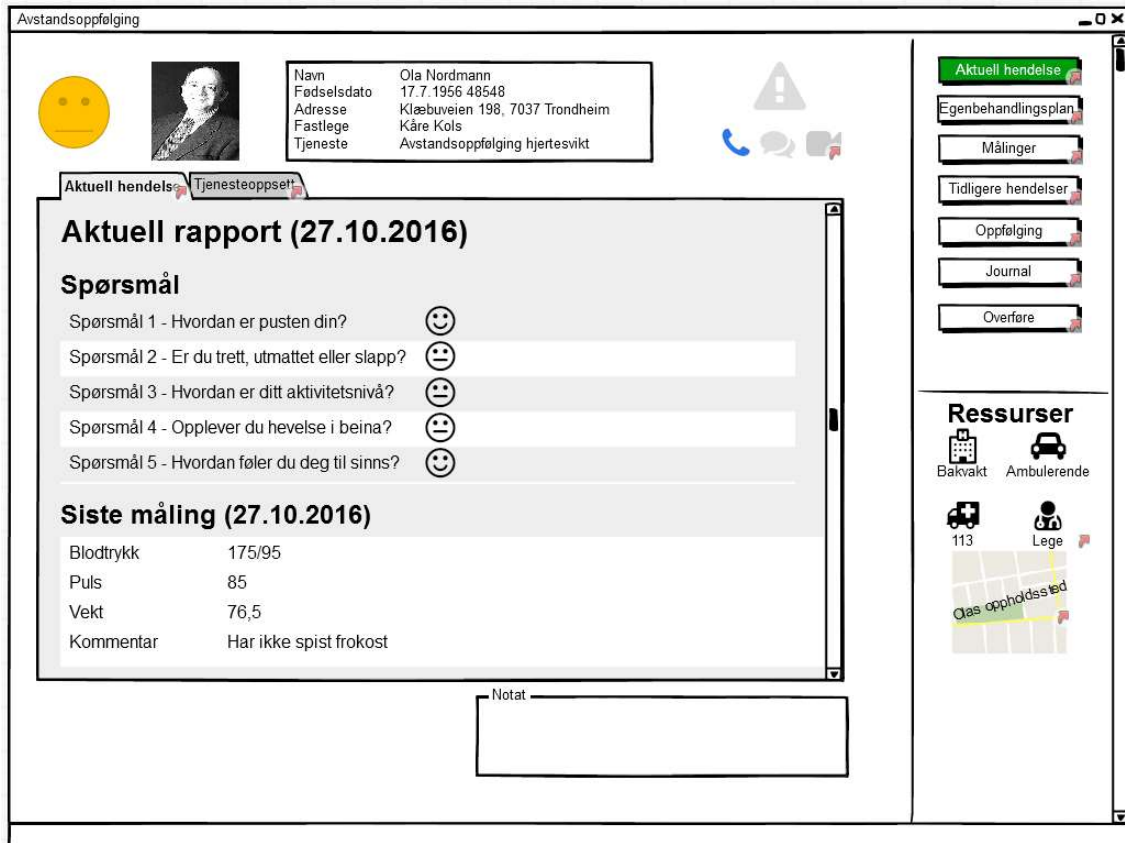 Avstandsoppfølging
Navn Ola Nordmann
Fødselsdato 17.7.1956 48548
Adresse Klæbuveien 198, 7037 Trondheim
Fastlege Kåre Kols
Tjeneste Avstandsoppfølging hjertesvikt
Aktuell hendelse Tjenesteoppsett
Aktuell rapport (27.10.2016)
Spørsmål
Spørsmål 1 - Hvordan er pusten din?
Spørsmål 2 - Er du trett, utmattet eller slapp?
Spørsmål 3 - Hvordan er ditt aktivitetsnivå?
Spørsmål 4 - Opplever du hevelse i beina?
Spørsmål 5 - Hvordan føler du deg til sinns?
Siste måling (27.10.2016)
Blodtrykk 175/95
Puls 85
Vekt 76,5
Kommentar Har ikke spist frokost
Notat
Aktuell hendelse
Egenbehandlingsplan
Målinger
Tidligere hendelser
Oppfølging
Journal
Overføre
Ressurser
Bakvakt Ambulerende
113 Lege
Olas oppholdssted